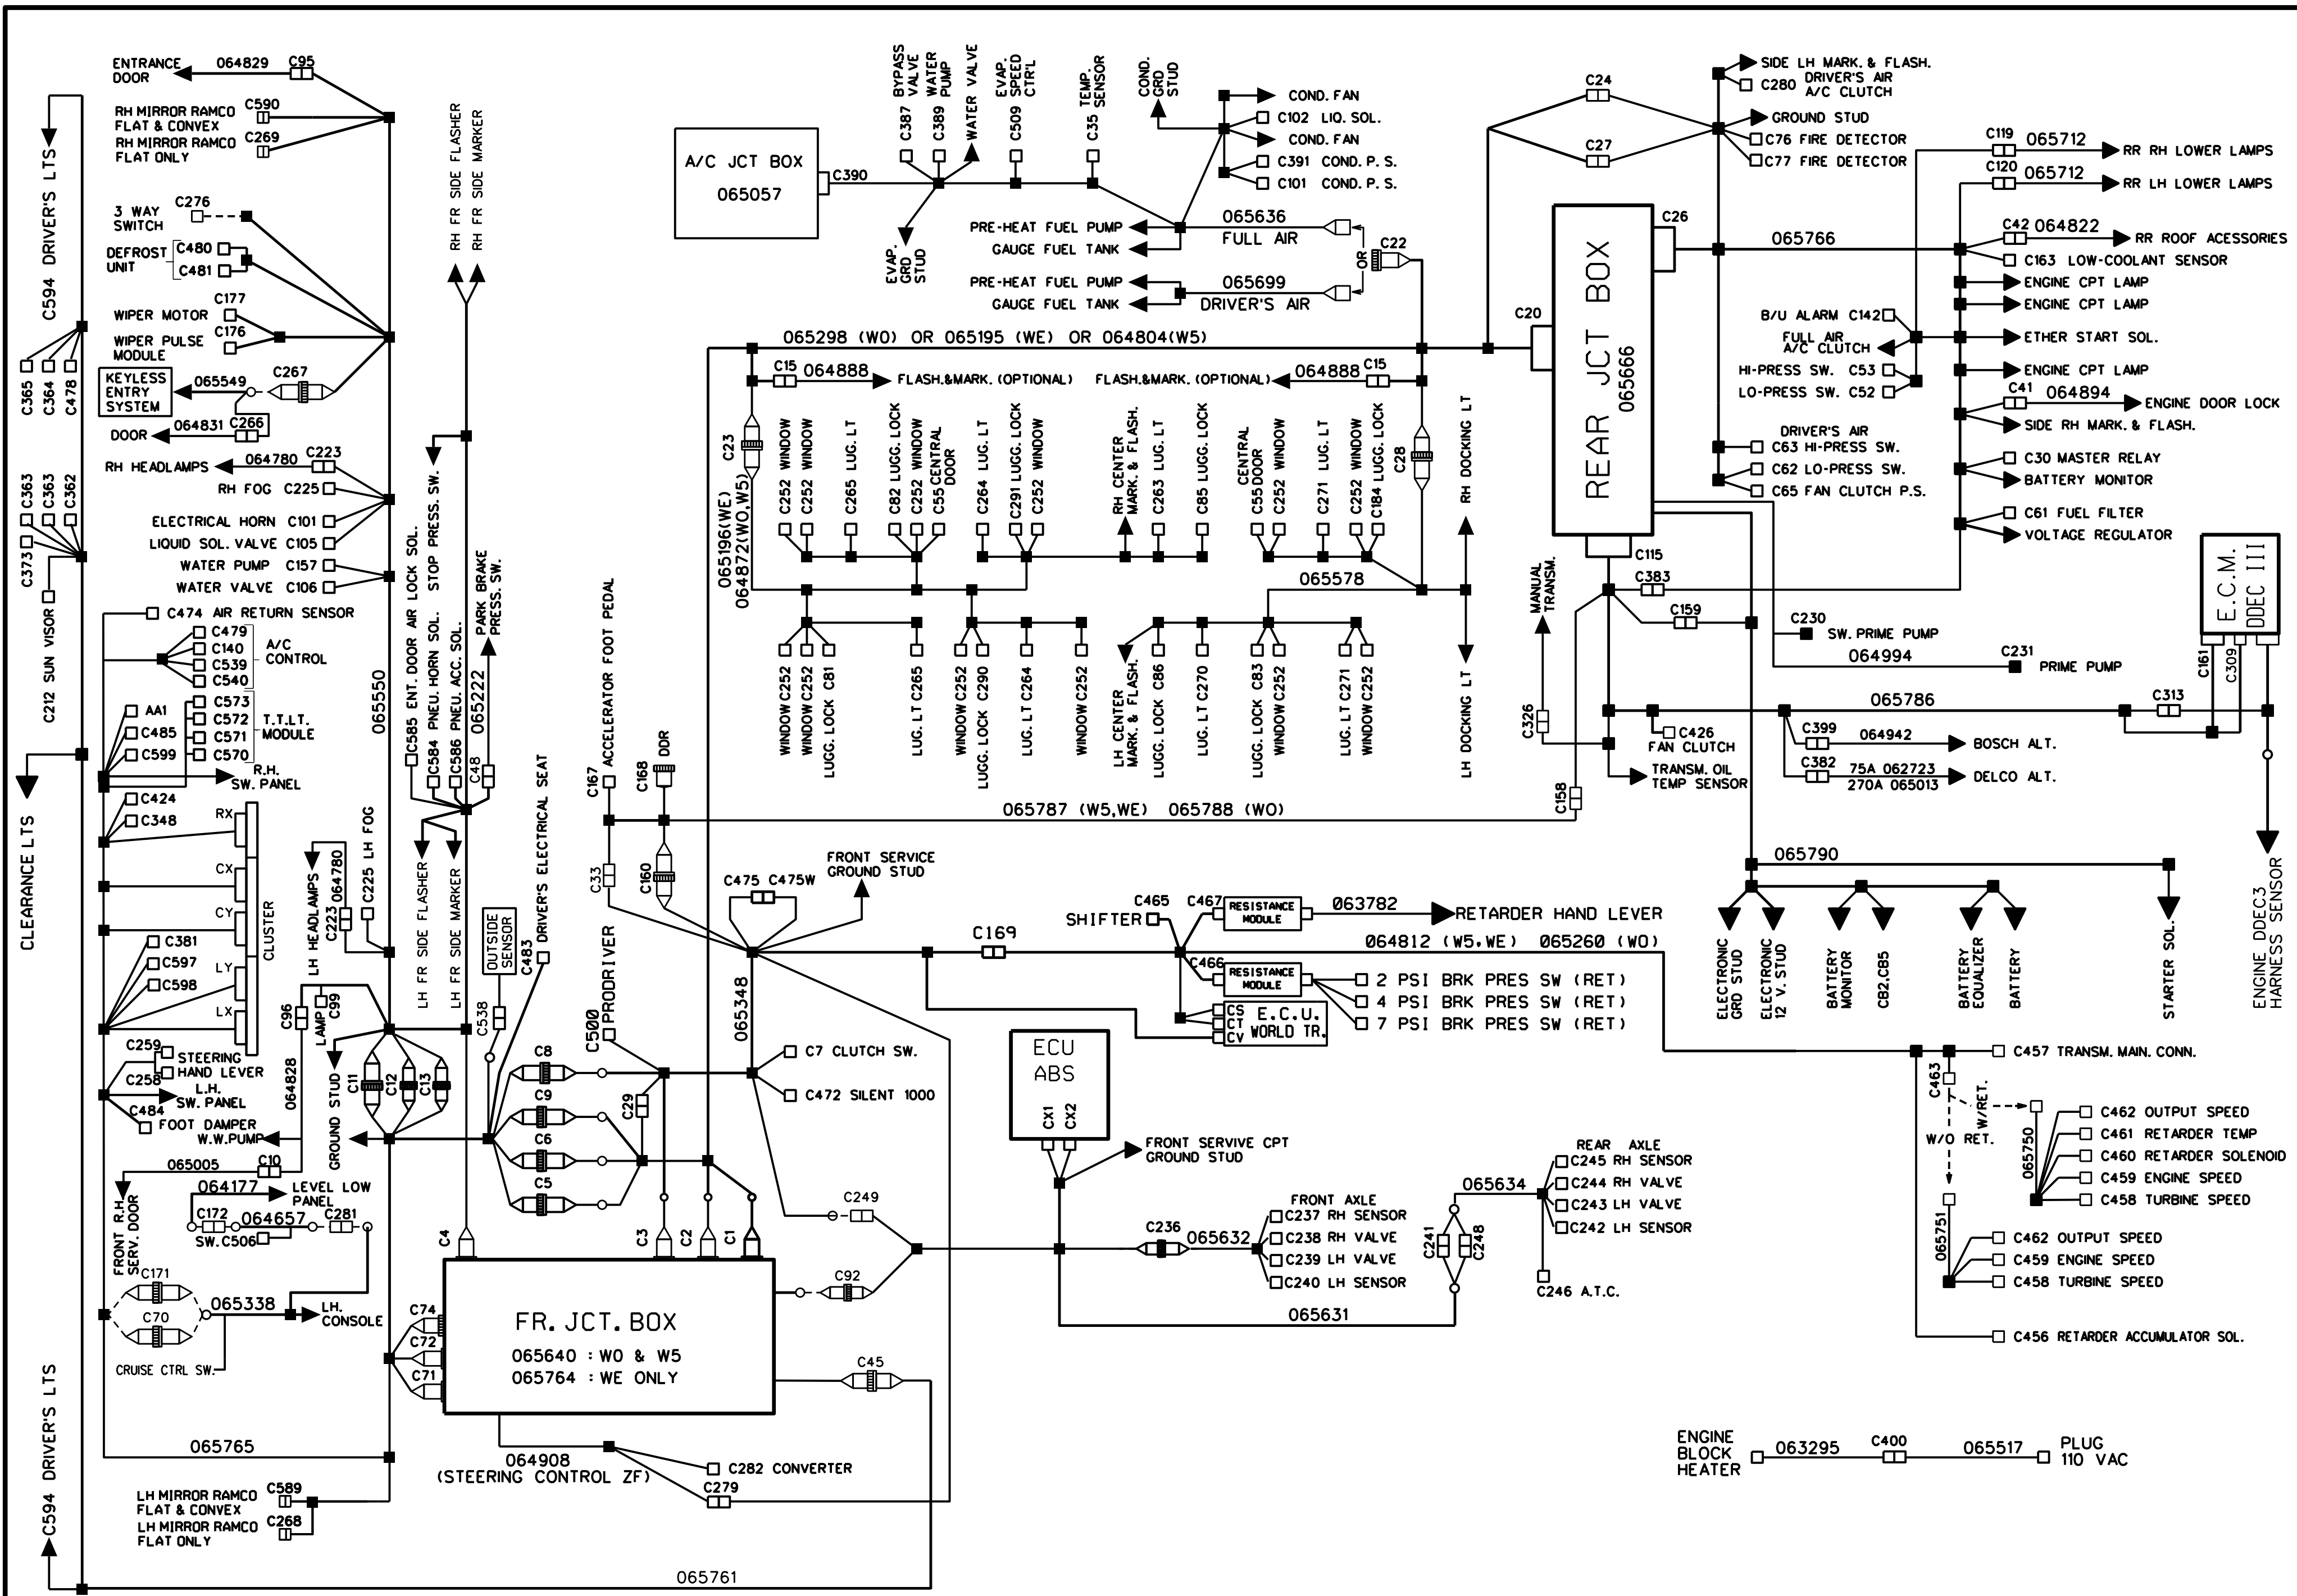 ENTRANCE
DOOR
064829
C95
RH MIRROR RAMCO
FLAT & CONVEX
C590
RH MIRROR RAMCO
FLAT ONLY
C269
3 WAY
SWITCH
C276
DEFROST
UNIT
C480
C481
WIPER MOTOR
C177
WIPER PULSE
MODULE
C176
KEYLESS
ENTRY
SYSTEM
065549
C267
DOOR
064831
C266
RH HEADLAMPS
064780
C223
RH FOG C225
ELECTRICAL HORN C101
LIQUID SOL. VALVE C105
WATER PUMP C157
WATER VALVE C106
C594 DRIVER'S LTS
C365
C364
C478
C363
C363
C362
C373
C212 SUN VISOR
CLEARANCE LTS
C594 DRIVER'S LTS
C474 AIR RETURN SENSOR
C479
C140
C539
C540
A/C
CONTROL
C573
C572
C571
C570
T.T.LT.
MODULE
AA1
C485
C599
R.H.
SW. PANEL
C424
C348
RX
CX
CY
LY
LX
CLUSTER
C381
C597
C598
C259
STEERING
HAND LEVER
C258
L.H.
SW. PANEL
C484
FOOT DAMPER
W.W.PUMP
065005
C10
064177
LEVEL LOW
PANEL
C172
064657
C281
SW. C506
FRONT R.H.
SERV. DOOR
C171
C70
065338
LH.
CONSOLE
CRUISE CTRL SW.
065765
LH MIRROR RAMCO
FLAT & CONVEX
C589
LH MIRROR RAMCO
FLAT ONLY
C268
065761
065550
RH FR SIDE FLASHER
RH FR SIDE MARKER
STOP PRESS. SW.
C585 ENT. DOOR AIR LOCK SOL.
C584 PNEU. HORN SOL.
C586 PNEU. ACC. SOL.
065222
PARK BRAKE
PRESS. SW.
C48
LH FR SIDE FLASHER
LH FR SIDE MARKER
LH HEADLAMPS
C223
064780
C225 LH FOG
C96
LAMP
C99
064828
GROUND STUD
C11
C12
C13
OUTSIDE
SENSOR
C538
C483 DRIVER'S ELECTRICAL SEAT
C8
C9
C6
C5
C29
C500 PRODRIVER
C4
C3
C2
C1
C74
C72
C71
FR. JCT. BOX
065640 : W0 & W5
065764 : WE ONLY
064908
(STEERING CONTROL ZF)
C282 CONVERTER
C279
C45
C92
C249
C7 CLUTCH SW.
C472 SILENT 1000
065348
C167 ACCELERATOR FOOT PEDAL
C168 DDR
C33
C160
C475
C475W
FRONT SERVICE
GROUND STUD
A/C JCT BOX
065057
C390
C387 BYPASS
VALVE
C389 WATER
PUMP
WATER VALVE
C509 EVAP.
SPEED
CTR'L
C35 TEMP.
SENSOR
EVAP.
GRD
STUD
COND.
GRD
STUD
COND. FAN
C102 LIQ. SOL.
COND. FAN
C391 COND. P. S.
C101 COND. P. S.
PRE-HEAT FUEL PUMP
GAUGE FUEL TANK
065636
FULL AIR
PRE-HEAT FUEL PUMP
GAUGE FUEL TANK
065699
DRIVER'S AIR
OR
C22
065298 (W0) OR 065195 (WE) OR 064804(W5)
C15
064888
FLASH.&MARK. (OPTIONAL)
FLASH.&MARK. (OPTIONAL)
064888
C15
C23
065196(WE)
064872(W0,W5)
C252 WINDOW
C252 WINDOW
C265 LUG. LT
C82 LUGG. LOCK
C252 WINDOW
C55 CENTRAL
DOOR
C264 LUG. LT
C291 LUGG. LOCK
C252 WINDOW
RH CENTER
MARK. & FLASH.
C263 LUG. LT
C85 LUGG. LOCK
CENTRAL
C55 DOOR
C252 WINDOW
C271 LUG. LT
C252 WINDOW
C184 LUGG. LOCK
C28
RH DOCKING LT
065578
WINDOW C252
WINDOW C252
LUGG. LOCK C81
LUG. LT C265
WINDOW C252
LUGG. LOCK C290
LUG. LT C264
WINDOW C252
LH CENTER
MARK. & FLASH.
LUGG. LOCK C86
LUG. LT C270
LUGG. LOCK C83
WINDOW C252
LUG. LT C271
WINDOW C252
LH DOCKING LT
065787 (W5,WE) 065788 (W0)
C24
C27
C20
REAR JCT BOX
065666
C26
C115
SIDE LH MARK. & FLASH.
C280 DRIVER'S AIR
A/C CLUTCH
GROUND STUD
C76 FIRE DETECTOR
C77 FIRE DETECTOR
065766
C119
065712
RR RH LOWER LAMPS
C120
065712
RR LH LOWER LAMPS
C42 064822
RR ROOF ACESSORIES
C163 LOW-COOLANT SENSOR
ENGINE CPT LAMP
ENGINE CPT LAMP
B/U ALARM C142
FULL AIR
A/C CLUTCH
ETHER START SOL.
HI-PRESS SW. C53
LO-PRESS SW. C52
ENGINE CPT LAMP
C41
064894
ENGINE DOOR LOCK
SIDE RH MARK. & FLASH.
DRIVER'S AIR
C63 HI-PRESS SW.
C62 LO-PRESS SW.
C65 FAN CLUTCH P.S.
C30 MASTER RELAY
BATTERY MONITOR
C61 FUEL FILTER
VOLTAGE REGULATOR
E.C.M.
DDEC III
C161
C309
C383
C159
C230
SW. PRIME PUMP
064994
C231
PRIME PUMP
MANUAL
TRANSM.
C326
C158
065786
C313
C426
FAN CLUTCH
C399
064942
BOSCH ALT.
C382
75A 062723
270A 065013
DELCO ALT.
TRANSM. OIL
TEMP SENSOR
065790
ELECTRONIC
GRD STUD
ELECTRONIC
12 V. STUD
BATTERY
MONITOR
CB2,CB5
BATTERY
EQUALIZER
BATTERY
STARTER SOL.
ENGINE DDEC3
HARNESS SENSOR
C169
SHIFTER
C465
C467
RESISTANCE
MODULE
063782
RETARDER HAND LEVER
064812 (W5,WE) 065260 (W0)
C466
RESISTANCE
MODULE
2 PSI BRK PRES SW (RET)
4 PSI BRK PRES SW (RET)
7 PSI BRK PRES SW (RET)
CS
CT
CV
E.C.U.
WORLD TR.
ECU
ABS
CX1
CX2
FRONT SERVIVE CPT
GROUND STUD
C236
065632
FRONT AXLE
C237 RH SENSOR
C238 RH VALVE
C239 LH VALVE
C240 LH SENSOR
065631
C241
C248
065634
REAR AXLE
C245 RH SENSOR
C244 RH VALVE
C243 LH VALVE
C242 LH SENSOR
C246 A.T.C.
C457 TRANSM. MAIN. CONN.
C463
W/RET.
W/O RET.
065750
C462 OUTPUT SPEED
C461 RETARDER TEMP
C460 RETARDER SOLENOID
C459 ENGINE SPEED
C458 TURBINE SPEED
065751
C462 OUTPUT SPEED
C459 ENGINE SPEED
C458 TURBINE SPEED
C456 RETARDER ACCUMULATOR SOL.
ENGINE
BLOCK
HEATER
063295
C400
065517
PLUG
110 VAC